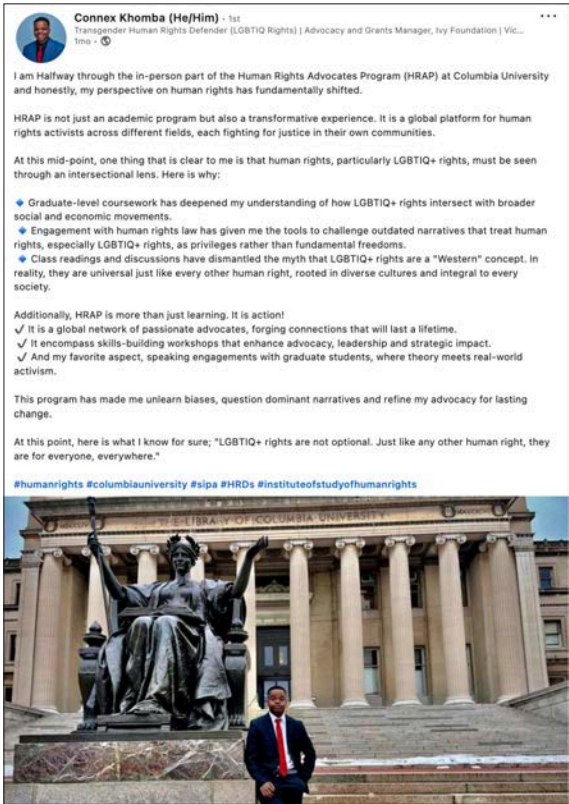 Connex Khomba (He/Him) · 1st
Transgender Human Rights Defender (LGBTIQ Rights) | Advocacy and Grants Manager, Ivy Foundation | Vic...
1mo ·
I am Halfway through the in-person part of the Human Rights Advocates Program (HRAP) at Columbia University
and honestly, my perspective on human rights has fundamentally shifted.
HRAP is not just an academic program but also a transformative experience. It is a global platform for human
rights activists across different fields, each fighting for justice in their own communities.
At this mid-point, one thing that is clear to me is that human rights, particularly LGBTIQ+ rights, must be seen
through an intersectional lens. Here is why:
🔹 Graduate-level coursework has deepened my understanding of how LGBTIQ+ rights intersect with broader
social and economic movements.
🔹 Engagement with human rights law has given me the tools to challenge outdated narratives that treat human
rights, especially LGBTIQ+ rights, as privileges rather than fundamental freedoms.
🔹 Class readings and discussions have dismantled the myth that LGBTIQ+ rights are a "Western" concept. In
reality, they are universal just like every other human right, rooted in diverse cultures and integral to every
society.
Additionally, HRAP is more than just learning. It is action!
✓ It is a global network of passionate advocates, forging connections that will last a lifetime.
✓ It encompass skills-building workshops that enhance advocacy, leadership and strategic impact.
✓ And my favorite aspect, speaking engagements with graduate students, where theory meets real-world
activism.
This program has made me unlearn biases, question dominant narratives and refine my advocacy for lasting
change.
At this point, here is what I know for sure; "LGBTIQ+ rights are not optional. Just like any other human right, they
are for everyone, everywhere."
#humanrights #columbiauniversity #sipa #HRDs #instituteofstudyofhumanrights
THE LIBRARY OF COLUMBIA UNIVERSITY